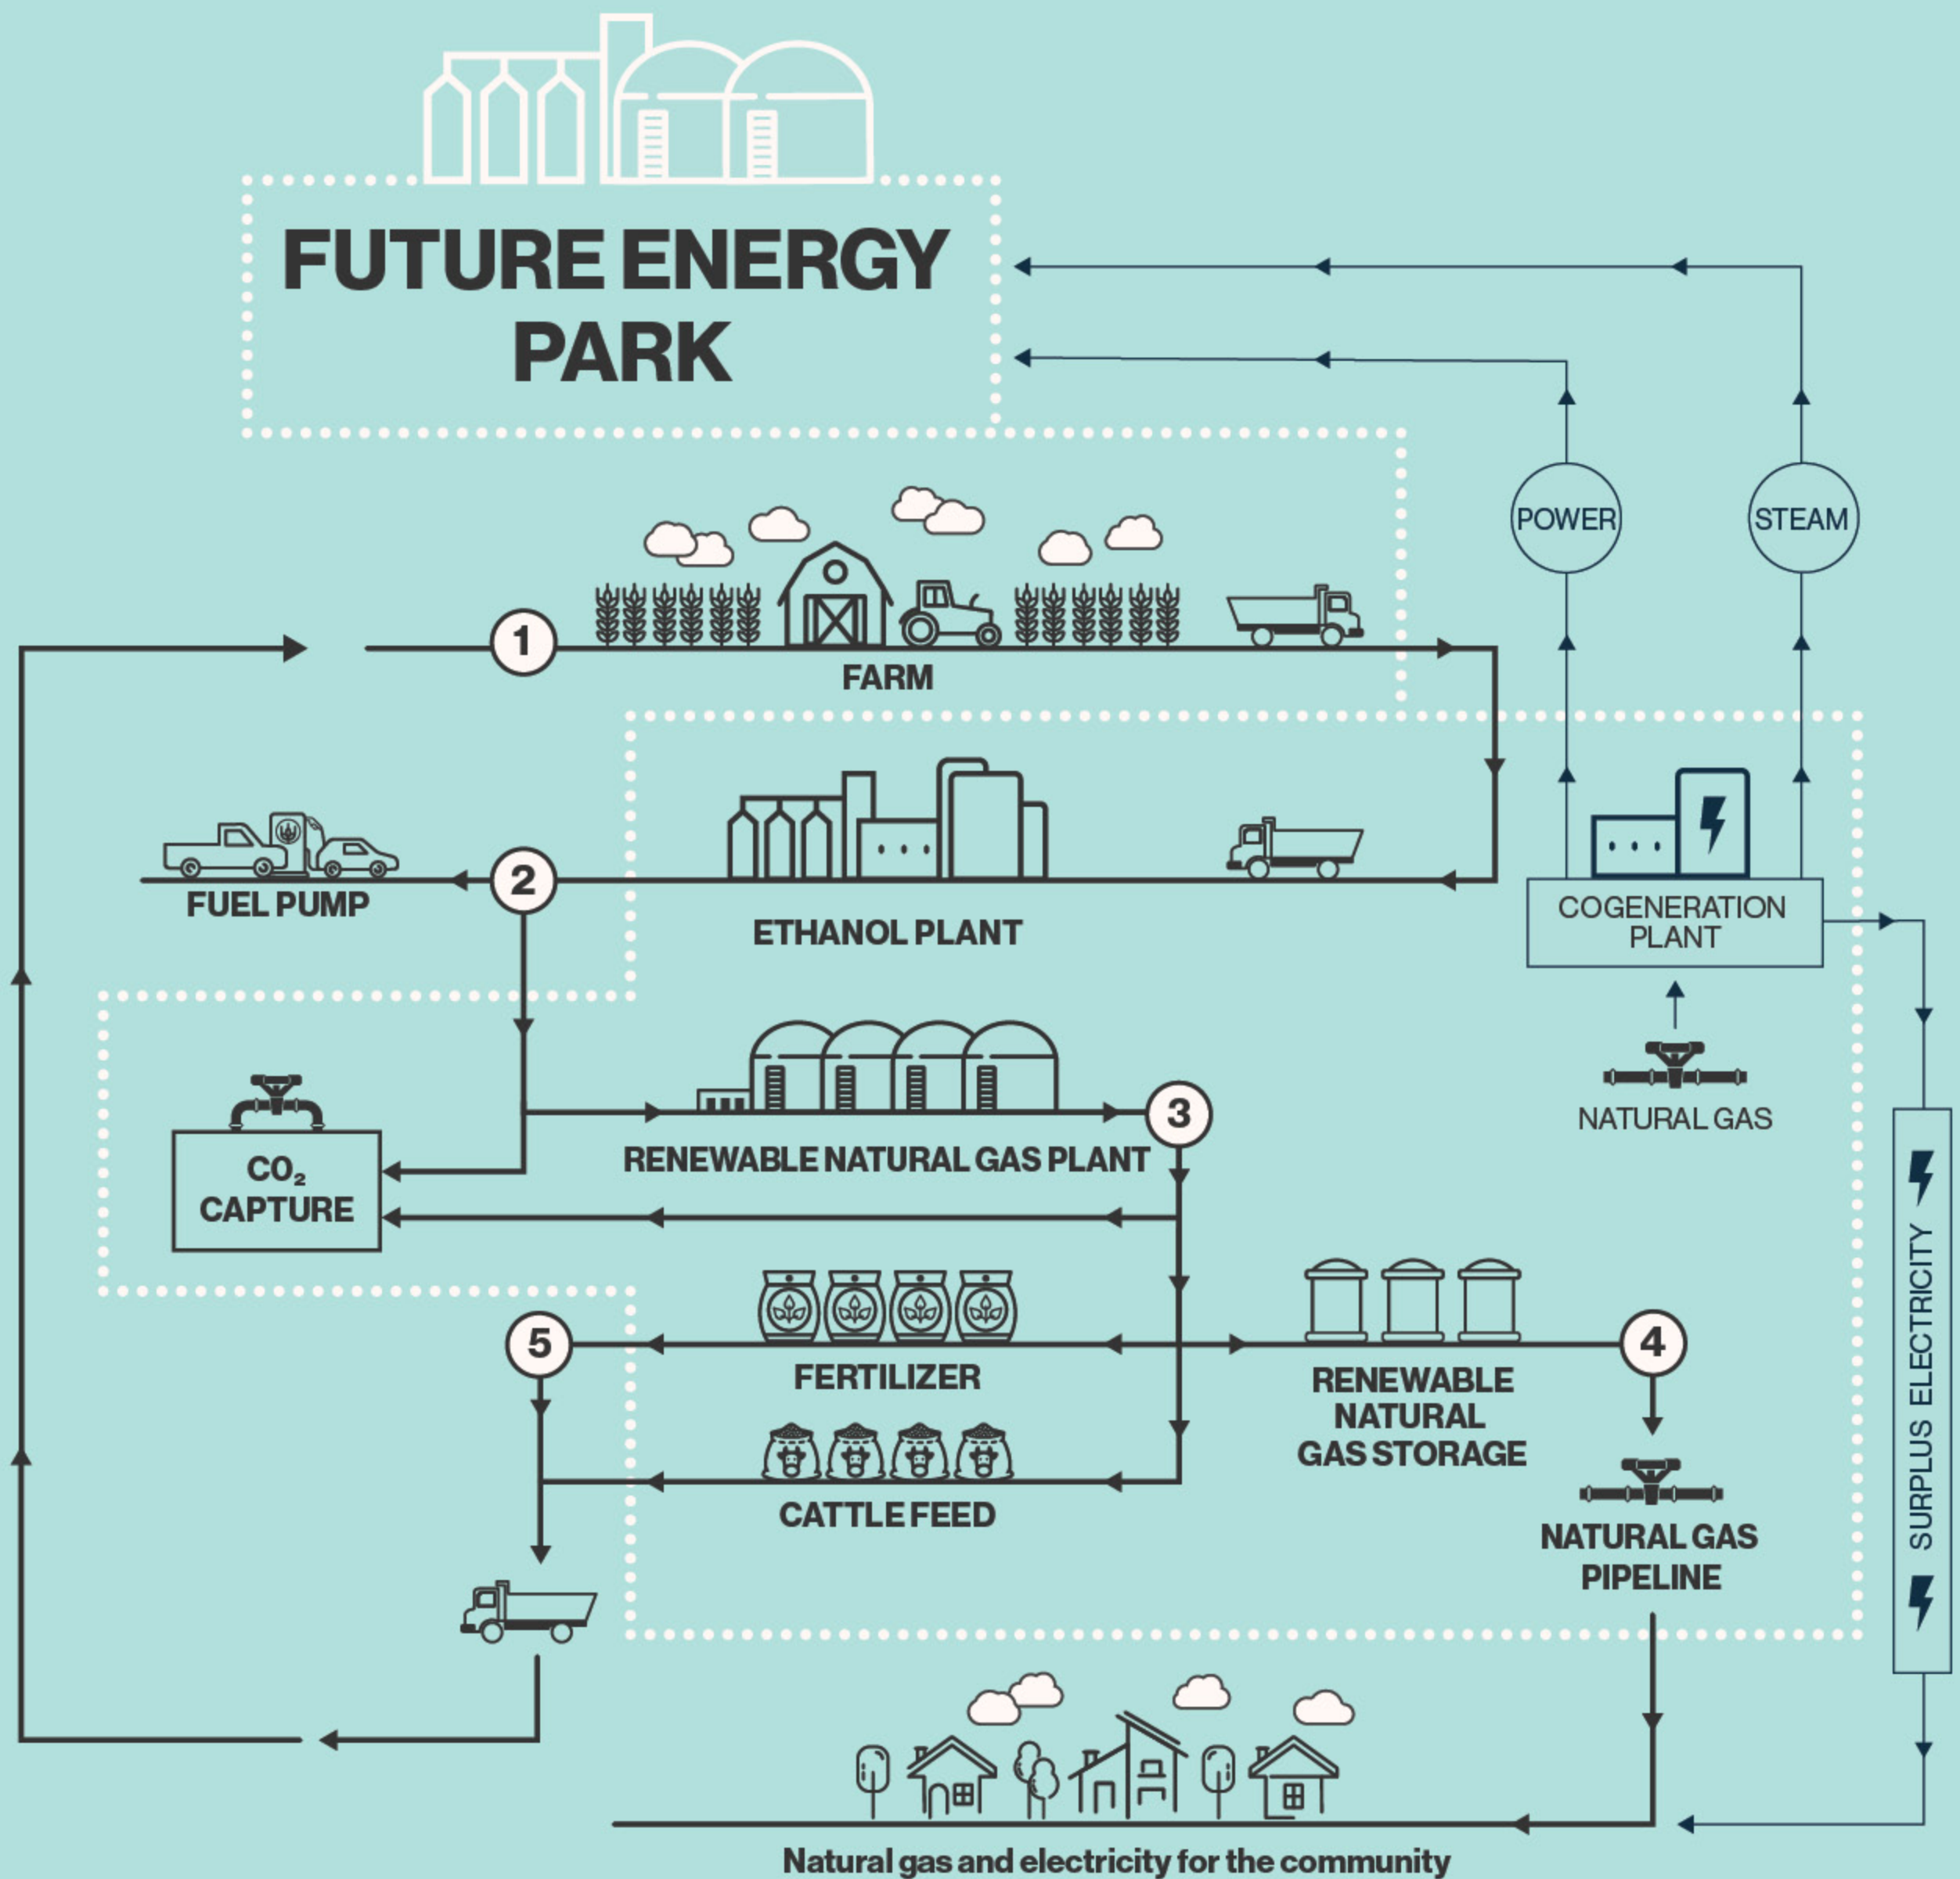 FUTURE ENERGY
PARK
POWER
STEAM
1
FARM
2
FUEL PUMP
ETHANOL PLANT
COGENERATION
PLANT
NATURAL GAS
3
RENEWABLE NATURAL GAS PLANT
CO₂
CAPTURE
SURPLUS ELECTRICITY
5
FERTILIZER
4
RENEWABLE
NATURAL
GAS STORAGE
CATTLE FEED
NATURAL GAS
PIPELINE
Natural gas and electricity for the community